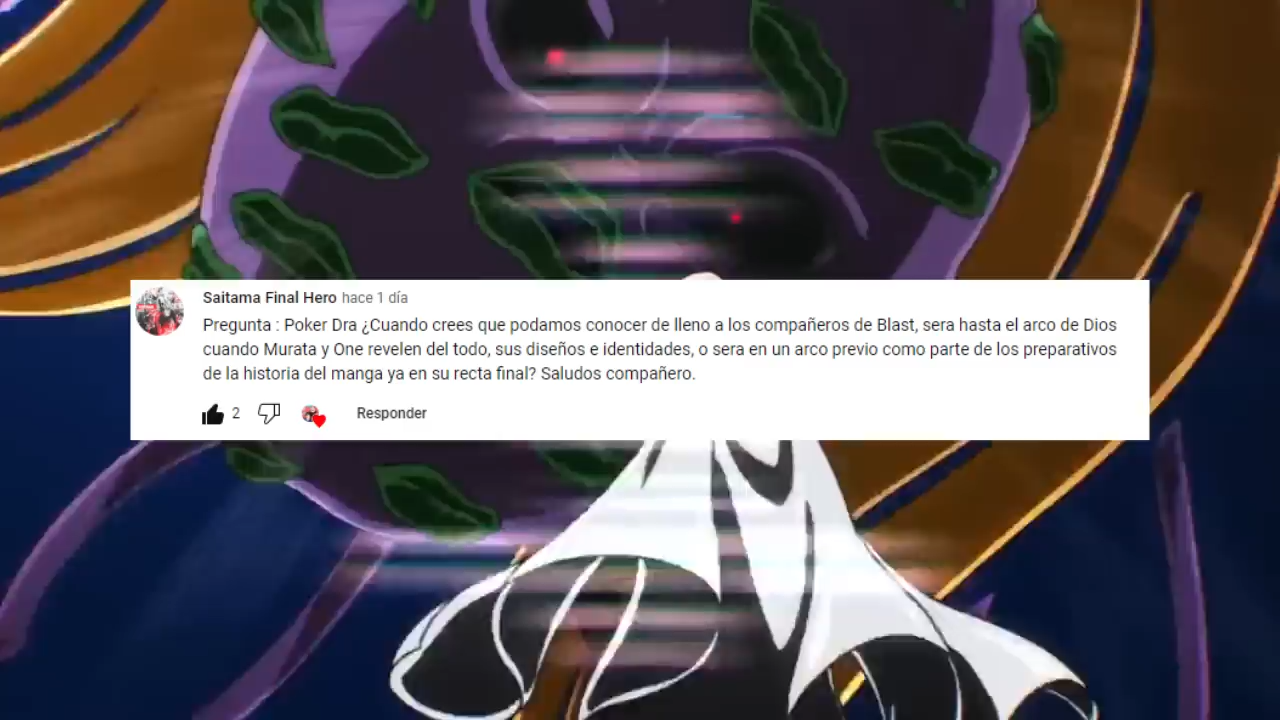 Saitama Final Hero hace 1 día
Pregunta : Poker Dra ¿Cuando crees que podamos conocer de lleno a los compañeros de Blast, sera hasta el arco de Dios
cuando Murata y One revelen del todo, sus diseños e identidades, o sera en un arco previo como parte de los preparativos
de la historia del manga ya en su recta final? Saludos compañero.
2 Responder